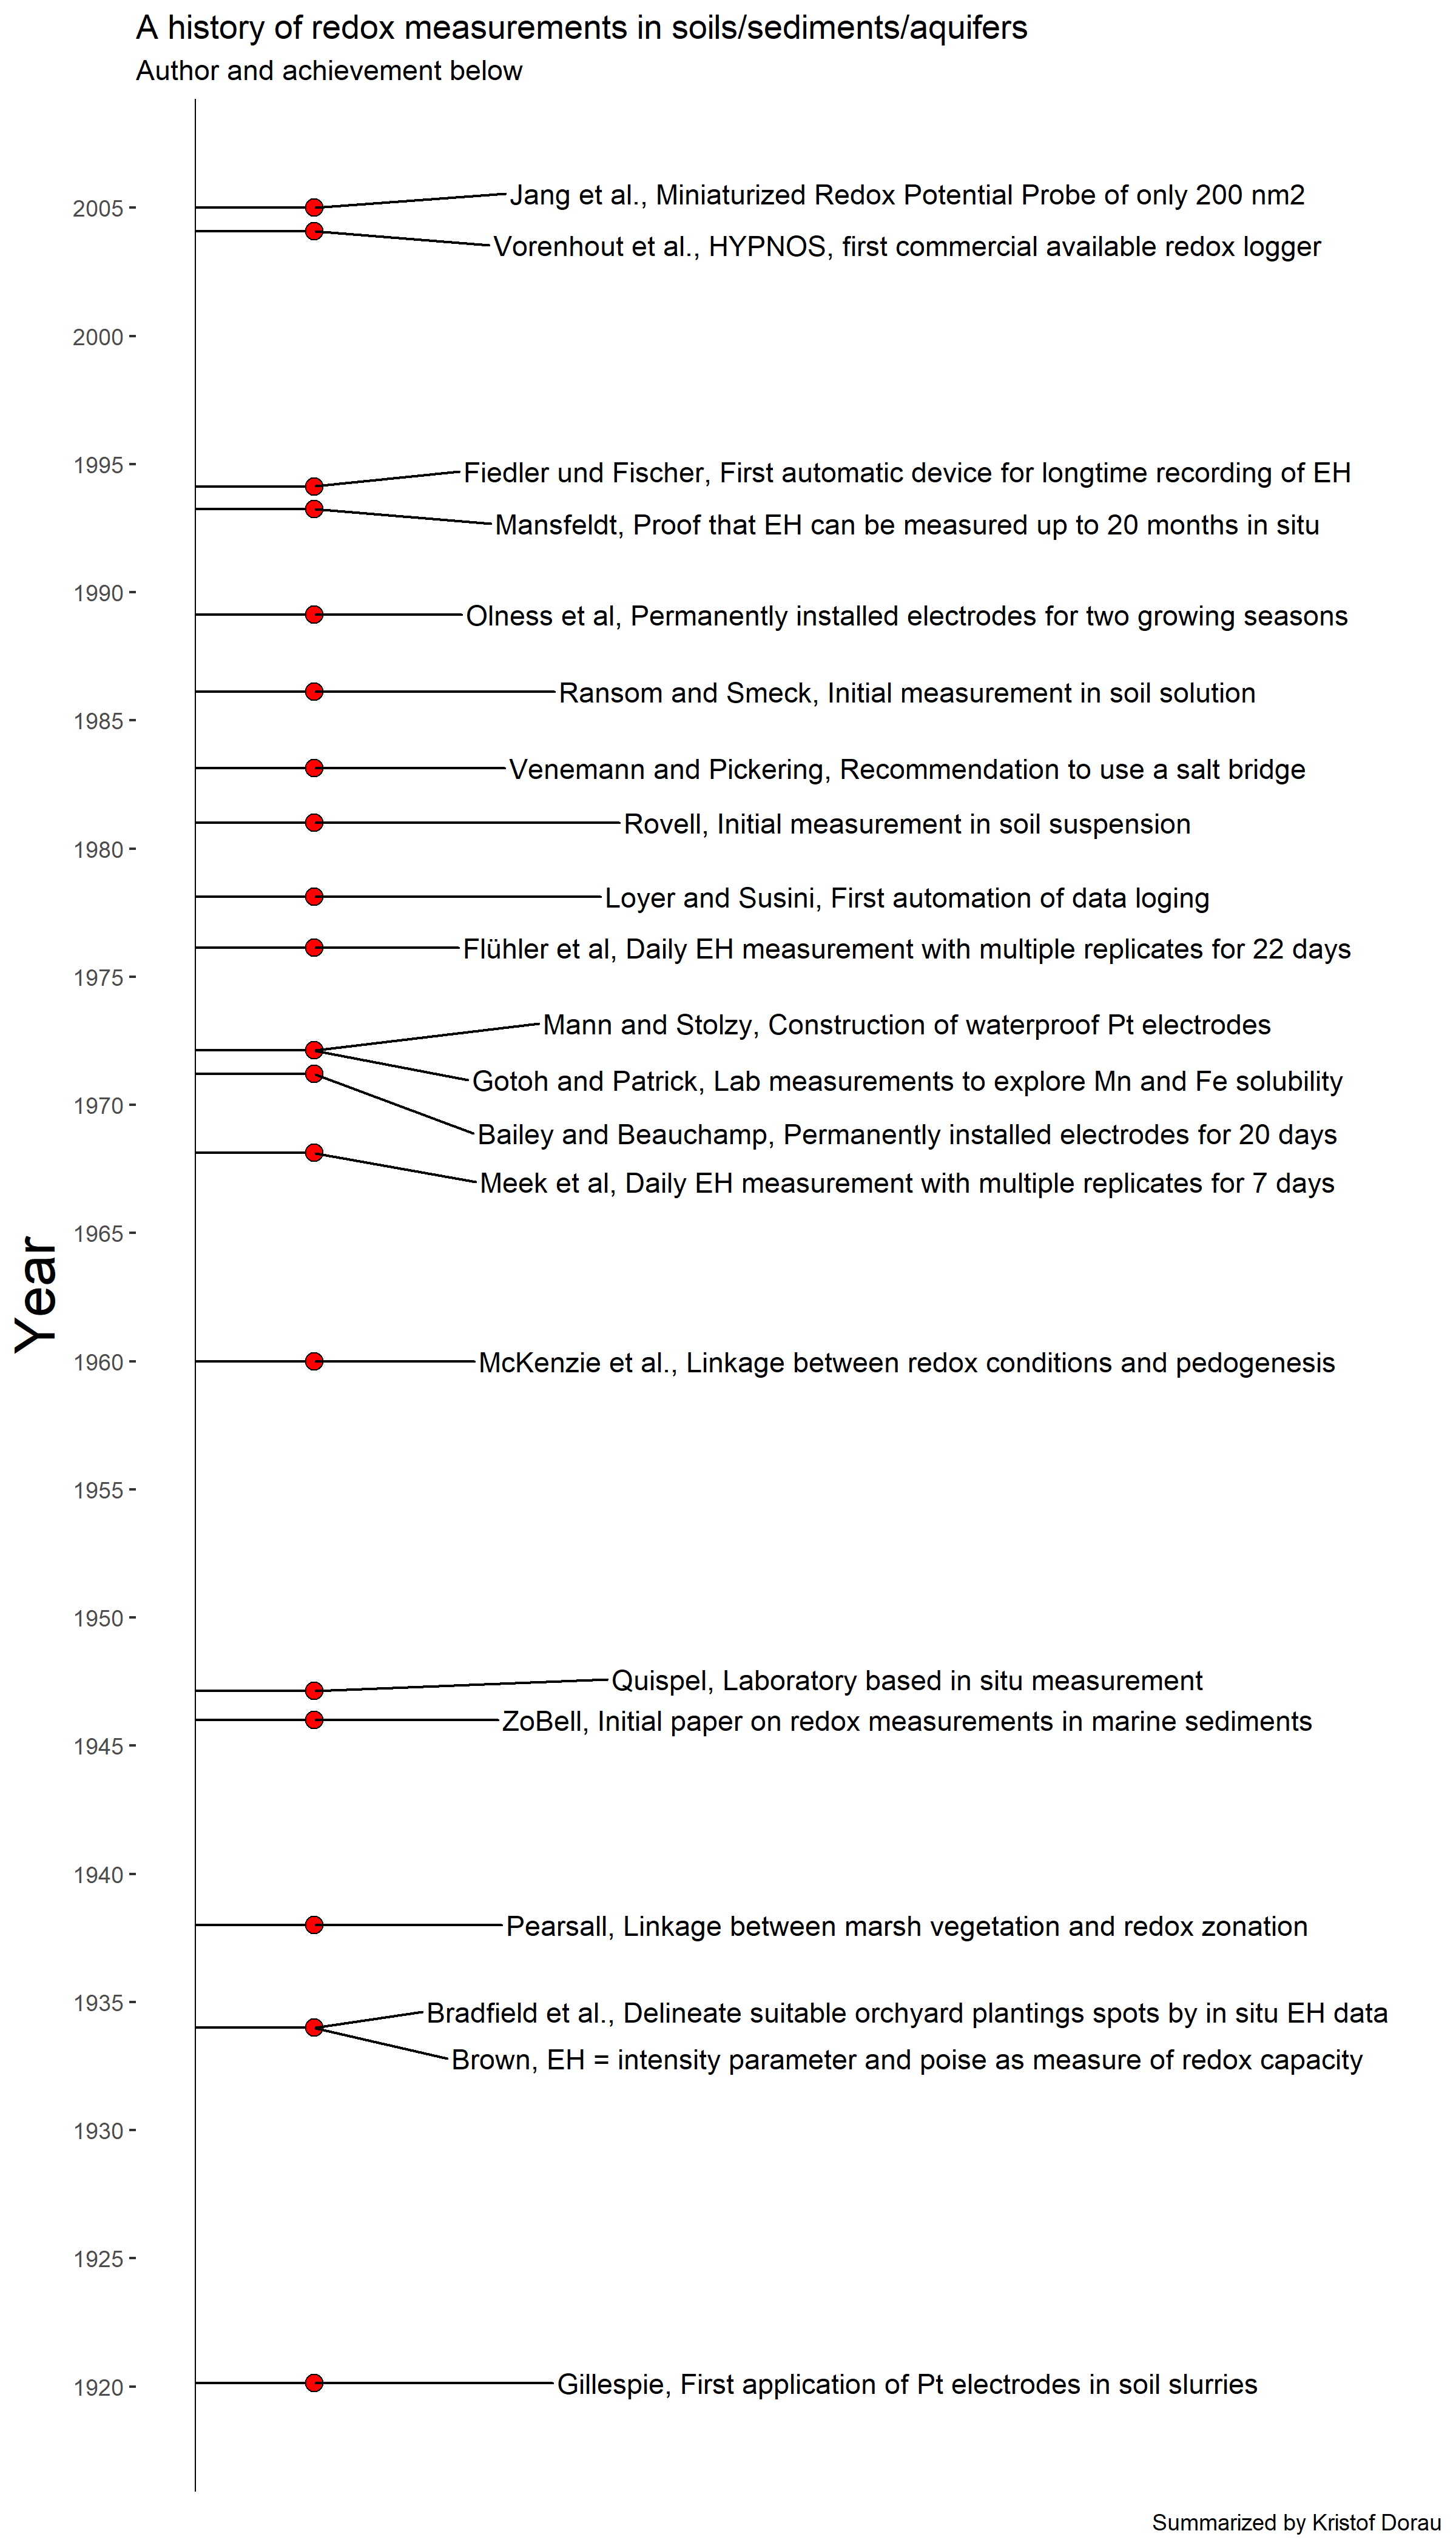 A history of redox measurements in soils/sediments/aquifers
Author and achievement below
Jang et al., Miniaturized Redox Potential Probe of only 200 nm2
2005
Vorenhout et al., HYPNOS, first commercial available redox logger
2000
1995
Fiedler und Fischer, First automatic device for longtime recording of EH
Mansfeldt, Proof that EH can be measured up to 20 months in situ
1990
Olness et al, Permanently installed electrodes for two growing seasons
Ransom and Smeck, Initial measurement in soil solution
1985
Venemann and Pickering, Recommendation to use a salt bridge
Rovell, Initial measurement in soil suspension
1980
Loyer and Susini, First automation of data loging
Flühler et al, Daily EH measurement with multiple replicates for 22 days
1975
Mann and Stolzy, Construction of waterproof Pt electrodes
Gotoh and Patrick, Lab measurements to explore Mn and Fe solubility
1970
Bailey and Beauchamp, Permanently installed electrodes for 20 days
Meek et al, Daily EH measurement with multiple replicates for 7 days
1965
Year
1960
McKenzie et al., Linkage between redox conditions and pedogenesis
1955
1950
Quispel, Laboratory based in situ measurement
ZoBell, Initial paper on redox measurements in marine sediments
1945
1940
Pearsall, Linkage between marsh vegetation and redox zonation
1935
Bradfield et al., Delineate suitable orchyard plantings spots by in situ EH data
Brown, EH = intensity parameter and poise as measure of redox capacity
1930
1925
1920
Gillespie, First application of Pt electrodes in soil slurries
Summarized by Kristof Dorau